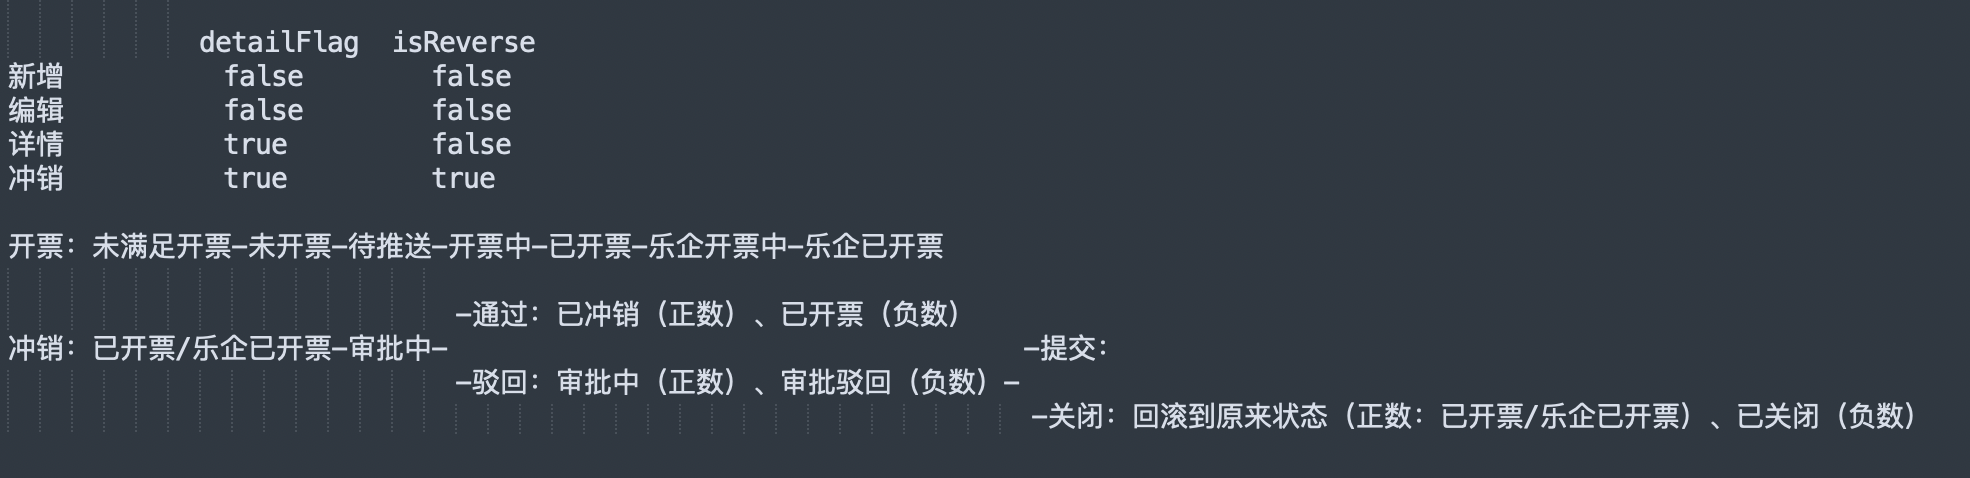 detailFlag isReverse
新增 false false
编辑 false false
详情 true false
冲销 true true
开票：未满足开票-未开票-待推送-开票中-已开票-乐企开票中-乐企已开票
-通过：已冲销（正数）、已开票（负数）
冲销：已开票/乐企已开票-审批中- -提交：
-驳回：审批中（正数）、审批驳回（负数）-
-关闭：回滚到原来状态（正数：已开票/乐企已开票）、已关闭（负数）